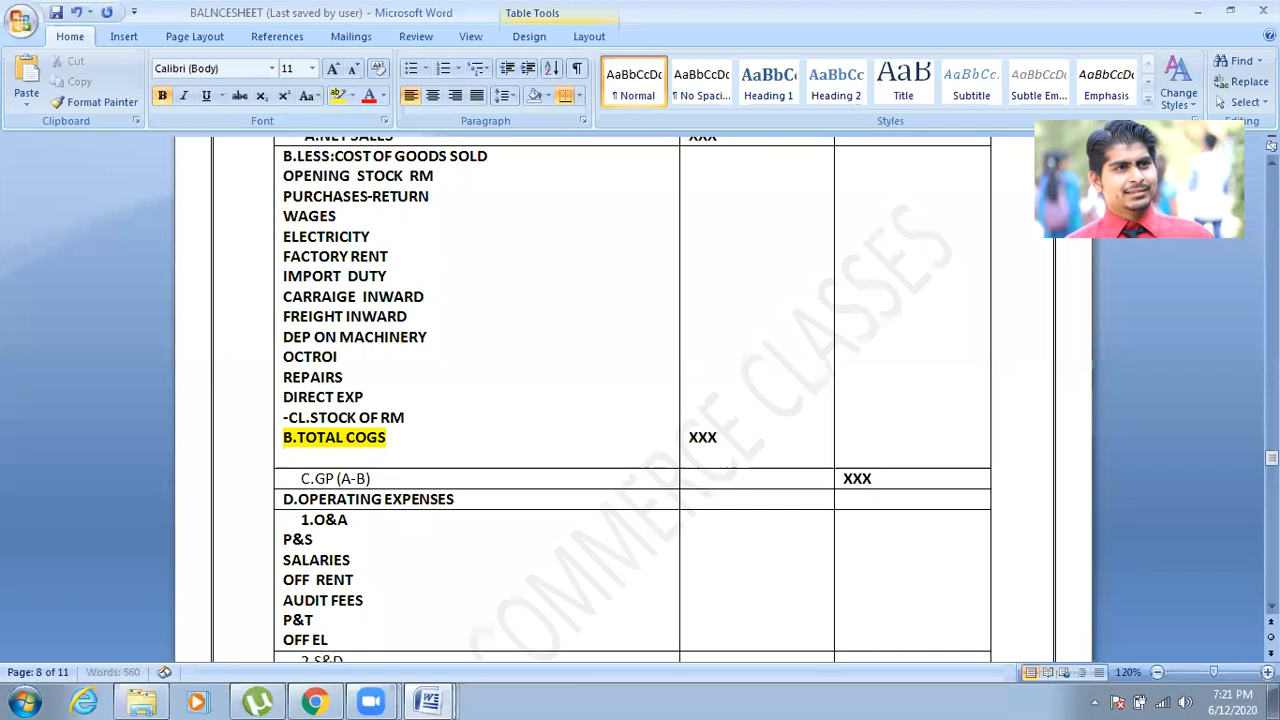 BALNCESHEET (Last saved by user) - Microsoft Word
Table Tools
Home Insert Page Layout References Mailings Review View Design Layout
Paste
Cut
Copy
Format Painter
Clipboard
Calibri (Body) 11
Font
Paragraph
AaBbCcDc AaBbCcDc AaBbCc AaBbCc AaB AaBbCc. AaBbCcDc AaBbCcDc
¶ Normal ¶ No Spaci... Heading 1 Heading 2 Title Subtitle Subtle Em... Emphasis
Change Styles
Styles
Find
Replace
Select
Editing
A.NET SALES XXX
B.LESS:COST OF GOODS SOLD
OPENING STOCK RM
PURCHASES-RETURN
WAGES
ELECTRICITY
FACTORY RENT
IMPORT DUTY
CARRAIGE INWARD
FREIGHT INWARD
DEP ON MACHINERY
OCTROI
REPAIRS
DIRECT EXP
-CL.STOCK OF RM
B.TOTAL COGS XXX
C.GP (A-B) XXX
D.OPERATING EXPENSES
1.O&A
P&S
SALARIES
OFF RENT
AUDIT FEES
P&T
OFF EL
2.S&D
COMMERCE CLASSES
Page: 8 of 11 Words: 560 120%
7:21 PM
6/12/2020